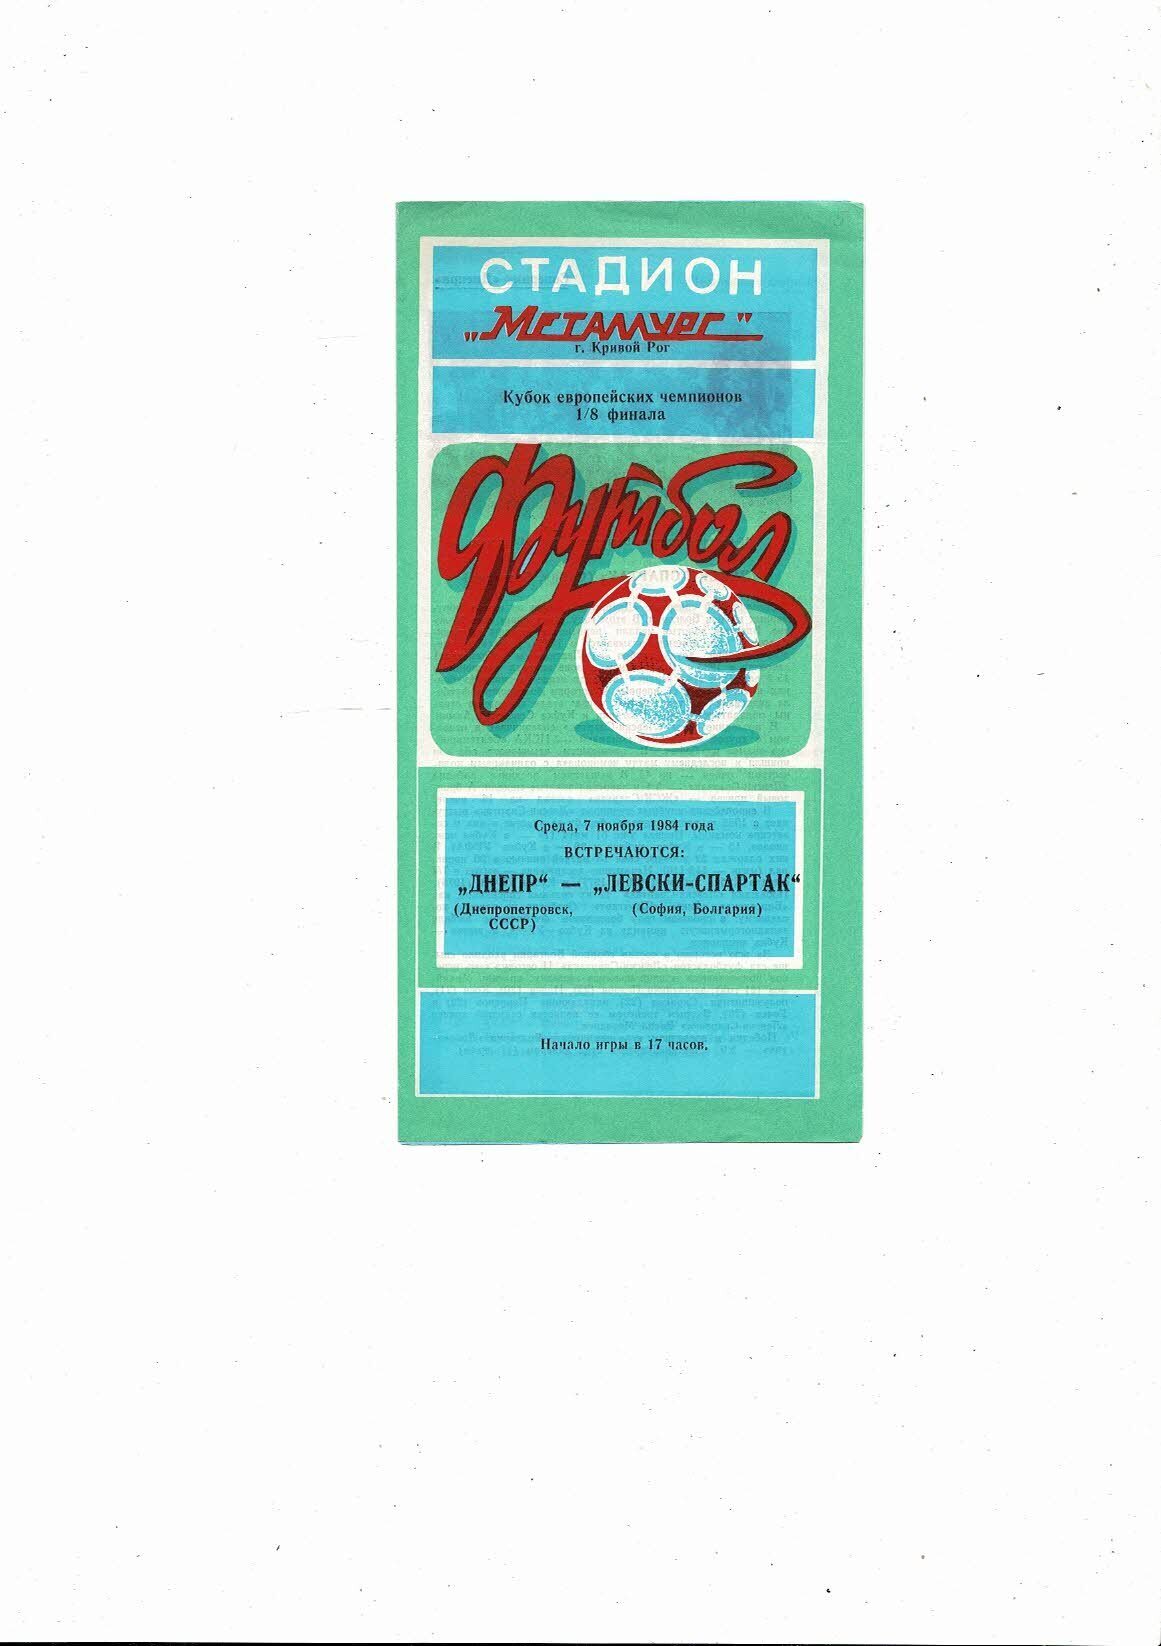 СТАДИОН
„МЕТАЛЛУРГ"
г. Кривой Рог
Кубок европейских чемпионов
1/8 финала
Футбол
Среда, 7 ноября 1984 года
ВСТРЕЧАЮТСЯ:
„ДНЕПР“ — „ЛЕВСКИ-СПАРТАК“
(Днепропетровск, (София, Болгария)
СССР)
Начало игры в 17 часов.